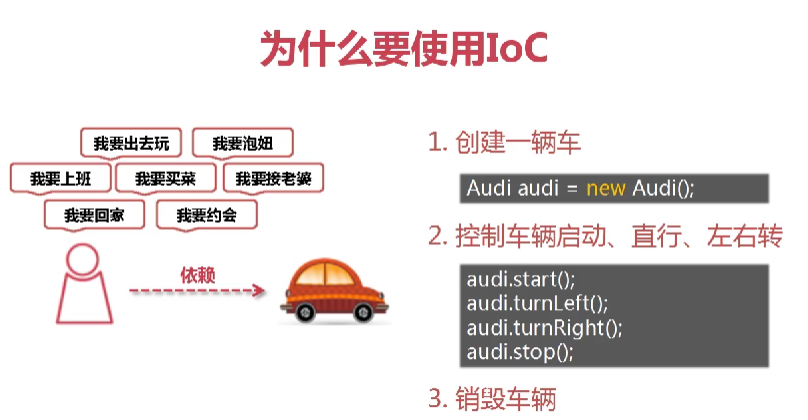 为什么要使用IoC
我要出去玩
我要泡妞
我要上班
我要买菜
我要接老婆
我要回家
我要约会
依赖
1. 创建一辆车
Audi audi = new Audi();
2. 控制车辆启动、直行、左右转
audi.start();
audi.turnLeft();
audi.turnRight();
audi.stop();
3. 销毁车辆